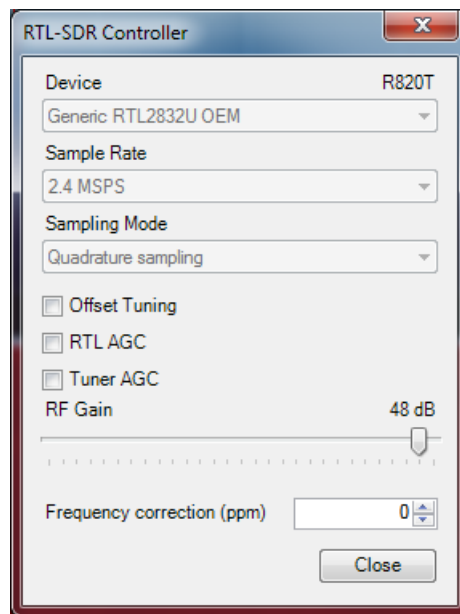 RTL-SDR Controller
Device R820T
Generic RTL2832U OEM
Sample Rate
2.4 MSPS
Sampling Mode
Quadrature sampling
Offset Tuning
RTL AGC
Tuner AGC
RF Gain 48 dB
Frequency correction (ppm) 0
Close